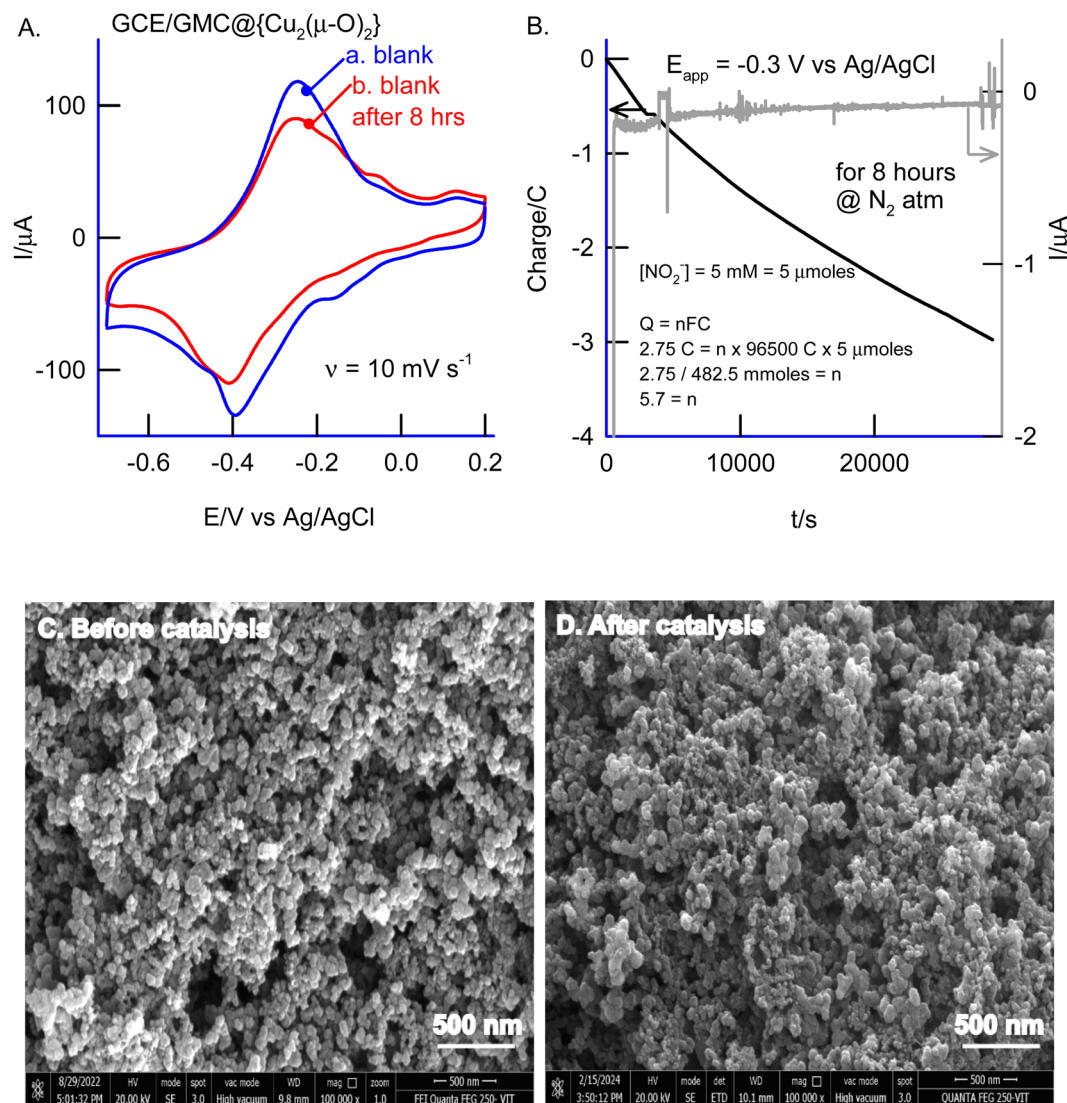 A.
GCE/GMC@{Cu₂(μ-O)₂}
a. blank
b. blank
after 8 hrs
100
0
-100
I/μA
ν = 10 mV s⁻¹
-0.6 -0.4 -0.2 0.0 0.2
E/V vs Ag/AgCl
B.
Eapp = -0.3 V vs Ag/AgCl
for 8 hours
@ N₂ atm
[NO₂⁻] = 5 mM = 5 μmoles
Q = nFC
2.75 C = n x 96500 C x 5 μmoles
2.75 / 482.5 mmoles = n
5.7 = n
0
-1
-2
-3
-4
Charge/C
0
-1
-2
I/μA
0 10000 20000
t/s
C. Before catalysis
500 nm
8/29/2022 HV mode spot vac mode WD mag zoom 500 nm
5:01:32 PM 20.00 kV SE 3.0 High vacuum 9.8 mm 100 000 x 1.0 FEI Quanta FEG 250- VIT
D. After catalysis
500 nm
2/15/2024 HV mode det WD mag spot 500 nm
3:50:12 PM 20.00 kV SE ETD 10.1 mm 100 000 x 3.0 QUANTA FEG 250-VIT